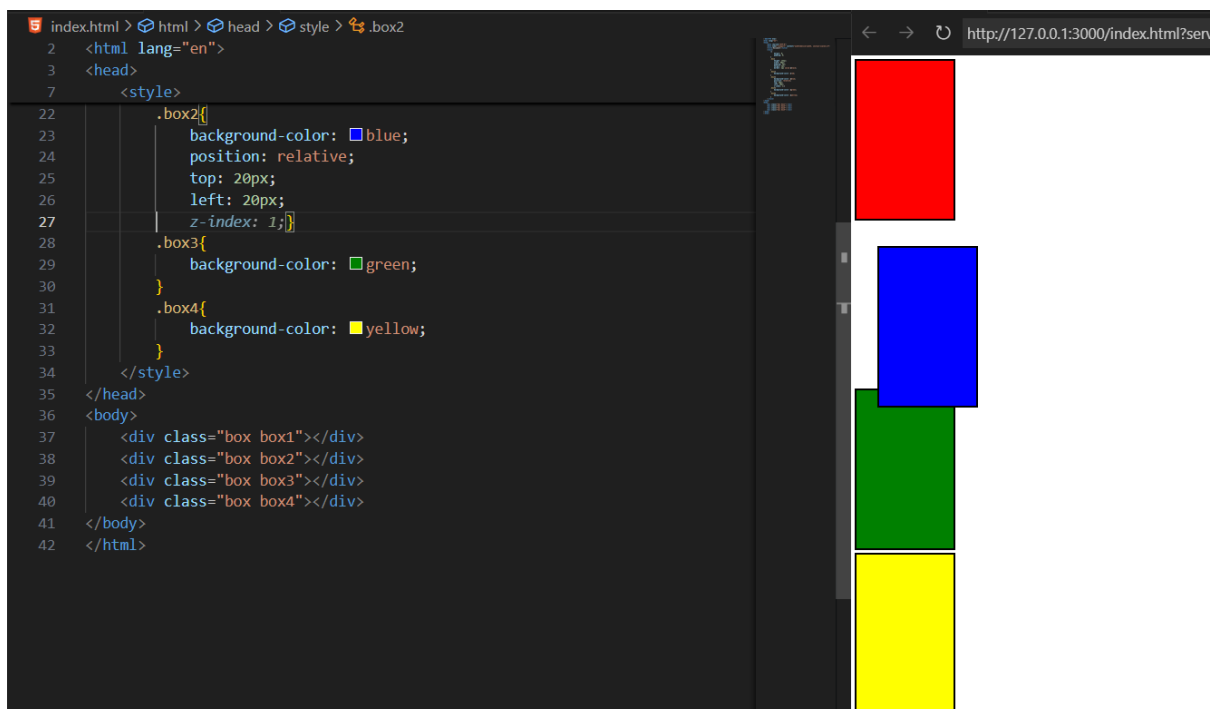 index.html > html > head > style > .box2
http://127.0.0.1:3000/index.html?serv
2 <html lang="en">
3 <head>
7 <style>
22 .box2{
23 background-color: blue;
24 position: relative;
25 top: 20px;
26 left: 20px;
27 z-index: 1;}
28 .box3{
29 background-color: green;
30 }
31 .box4{
32 background-color: yellow;
33 }
34 </style>
35 </head>
36 <body>
37 <div class="box box1"></div>
38 <div class="box box2"></div>
39 <div class="box box3"></div>
40 <div class="box box4"></div>
41 </body>
42 </html>